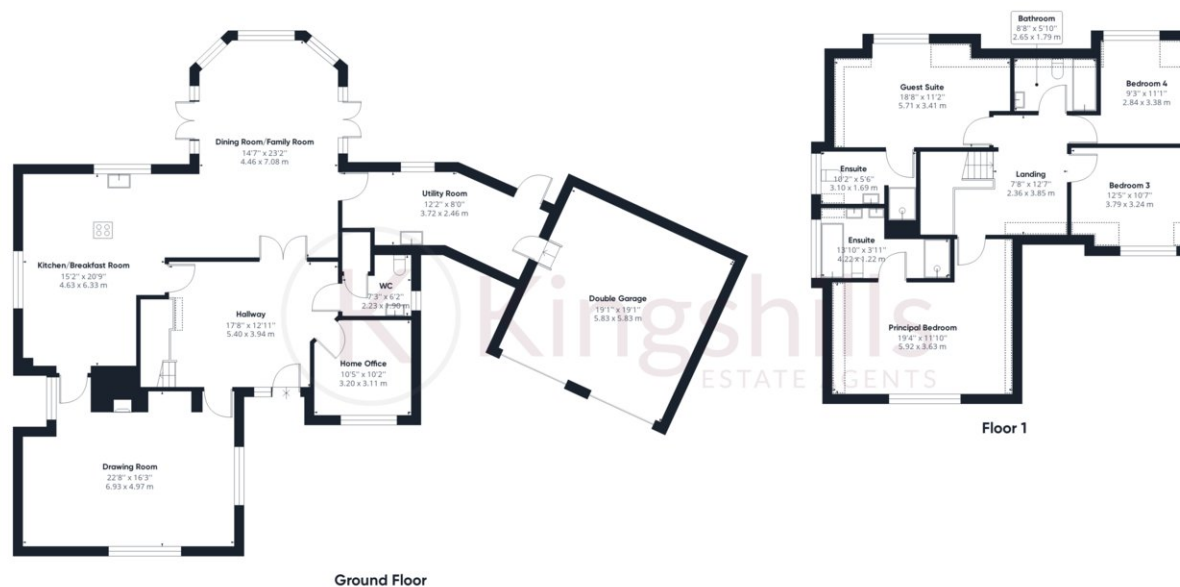 Dining Room/Family Room
14'7" x 23'2"
4.46 x 7.08 m
Utility Room
12'2" x 8'0"
3.72 x 2.46 m
Kitchen/Breakfast Room
15'2" x 20'9"
4.63 x 6.33 m
WC
7'3" x 6'2"
2.23 x 1.90 m
Hallway
17'8" x 12'11"
5.40 x 3.94 m
Double Garage
19'1" x 19'1"
5.83 x 5.83 m
Home Office
10'5" x 10'2"
3.20 x 3.11 m
Drawing Room
22'8" x 16'3"
6.93 x 4.97 m
Ground Floor
Bathroom
8'8" x 5'10"
2.65 x 1.79 m
Guest Suite
18'8" x 11'2"
5.71 x 3.41 m
Bedroom 4
9'3" x 11'1"
2.84 x 3.38 m
Ensuite
10'2" x 5'6"
3.10 x 1.69 m
Landing
7'8" x 12'7"
2.36 x 3.85 m
Bedroom 3
12'5" x 10'7"
3.79 x 3.24 m
Ensuite
13'10" x 3'11"
4.22 x 1.22 m
Principal Bedroom
19'4" x 11'10"
5.92 x 3.63 m
Floor 1
K
Kingshills
ESTATE AGENTS